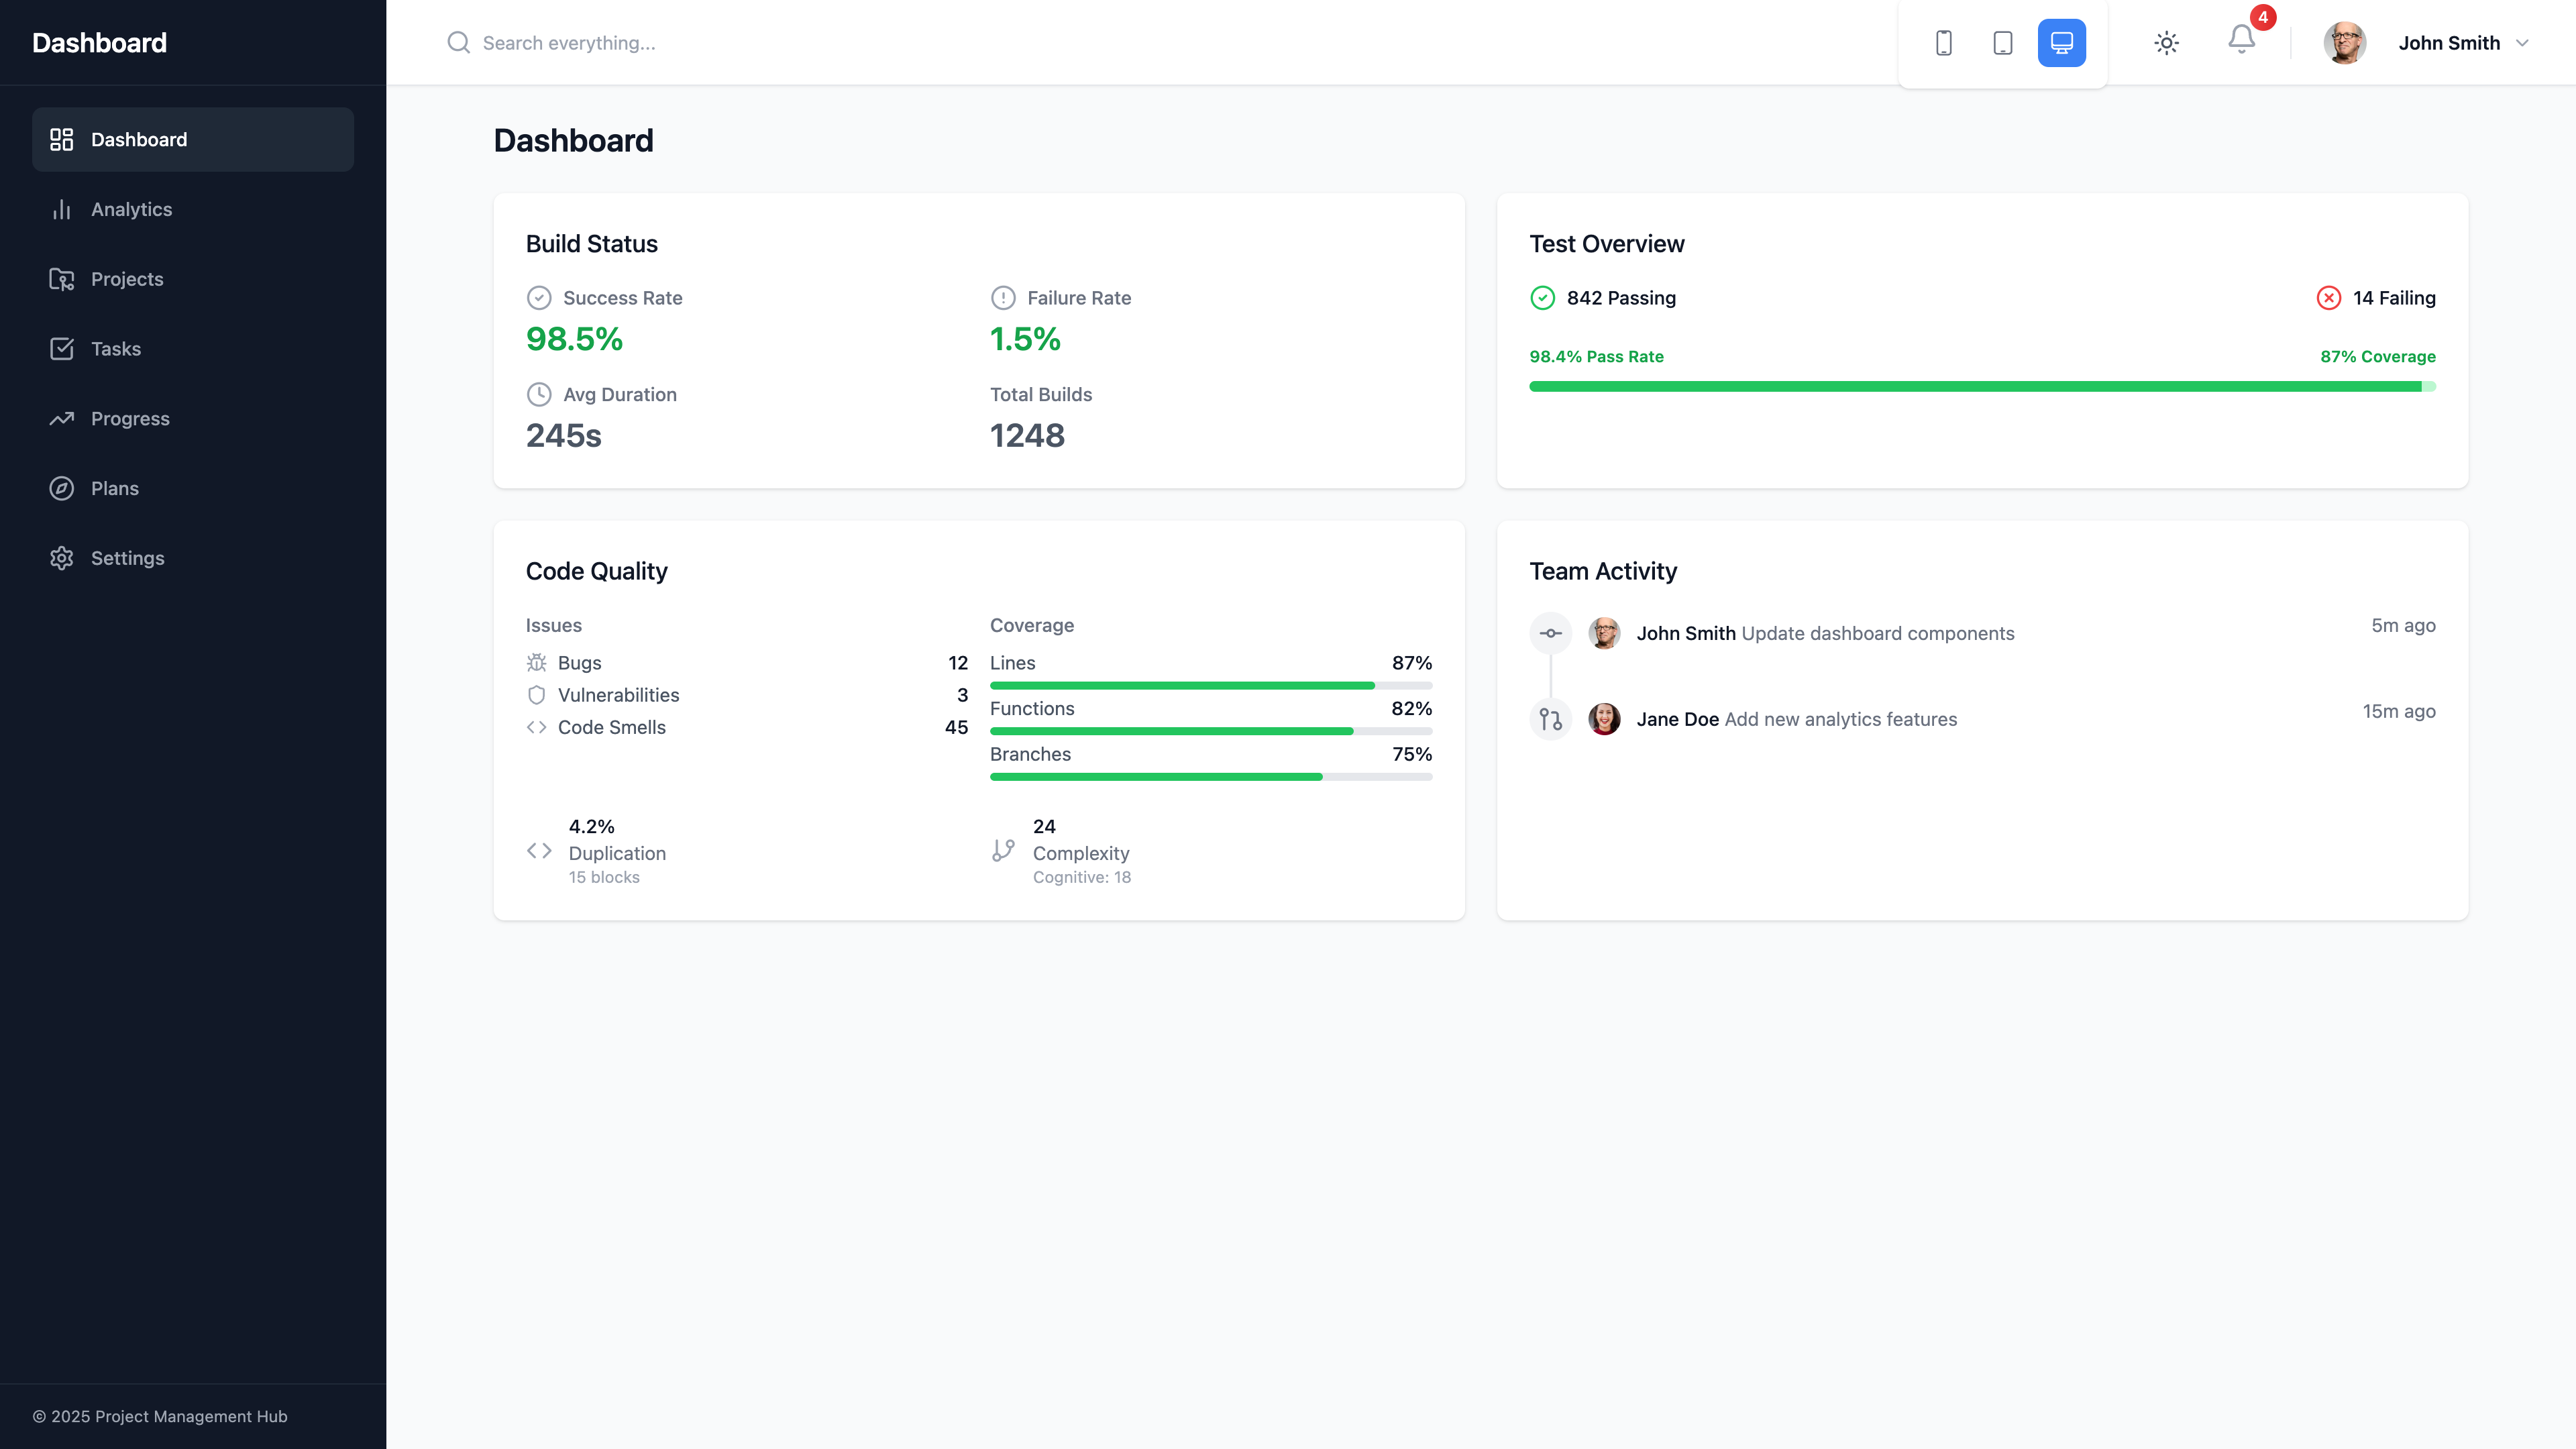 Dashboard
Search everything...
4
John Smith
Dashboard
Analytics
Projects
Tasks
Progress
Plans
Settings
© 2025 Project Management Hub
Dashboard
Build Status
Success Rate
98.5%
Failure Rate
1.5%
Avg Duration
245s
Total Builds
1248
Test Overview
842 Passing
14 Failing
98.4% Pass Rate
87% Coverage
Code Quality
Issues
Bugs 12
Vulnerabilities 3
Code Smells 45
Coverage
Lines 87%
Functions 82%
Branches 75%
4.2%
Duplication
15 blocks
24
Complexity
Cognitive: 18
Team Activity
John Smith Update dashboard components 5m ago
Jane Doe Add new analytics features 15m ago